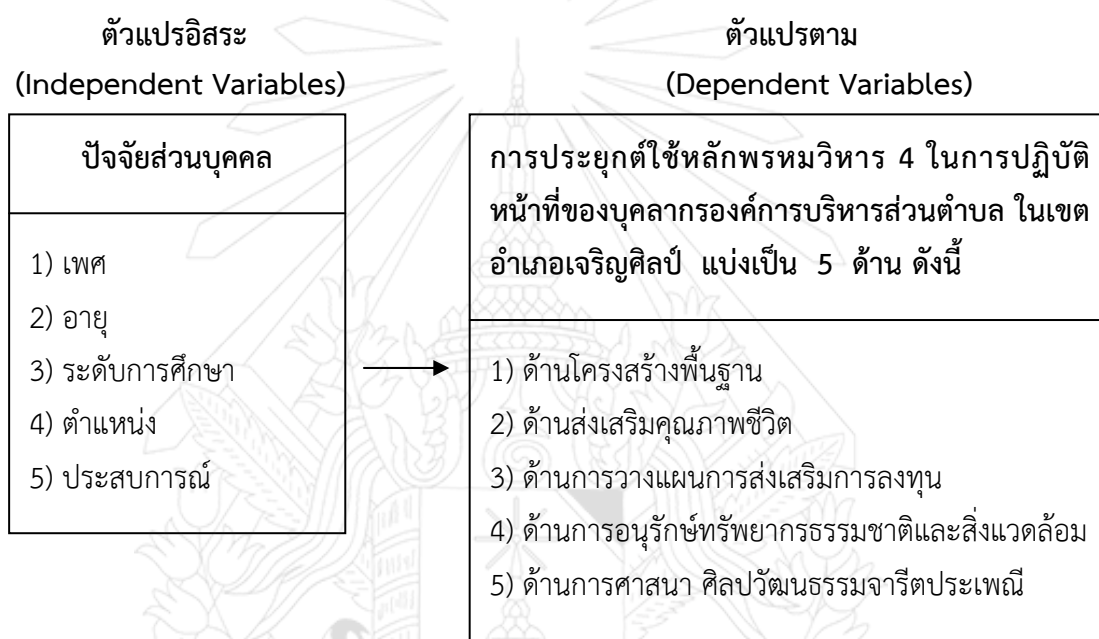 ตัวแปรอิสระ
(Independent Variables)
ปัจจัยส่วนบุคคล
1) เพศ
2) อายุ
3) ระดับการศึกษา
4) ตำแหน่ง
5) ประสบการณ์
ตัวแปรตาม
(Dependent Variables)
การประยุกต์ใช้หลักพรหมวิหาร 4 ในการปฏิบัติ
หน้าที่ของบุคลากรองค์การบริหารส่วนตำบล ในเขต
อำเภอเจริญศิลป์ แบ่งเป็น 5 ด้าน ดังนี้
1) ด้านโครงสร้างพื้นฐาน
2) ด้านส่งเสริมคุณภาพชีวิต
3) ด้านการวางแผนการส่งเสริมการลงทุน
4) ด้านการอนุรักษ์ทรัพยากรธรรมชาติและสิ่งแวดล้อม
5) ด้านการศาสนา ศิลปวัฒนธรรมจารีตประเพณี